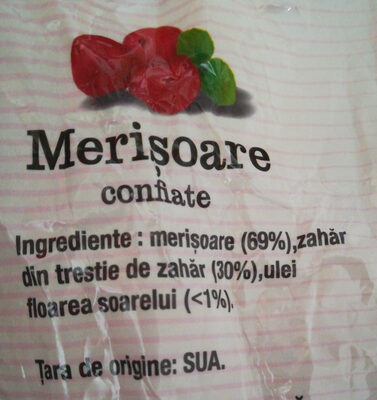 Merișoare
confiate
Ingrediente : merișoare (69%),zahăr
din trestie de zahăr (30%),ulei
floarea soarelui (<1%).
Țara de origine: SUA.